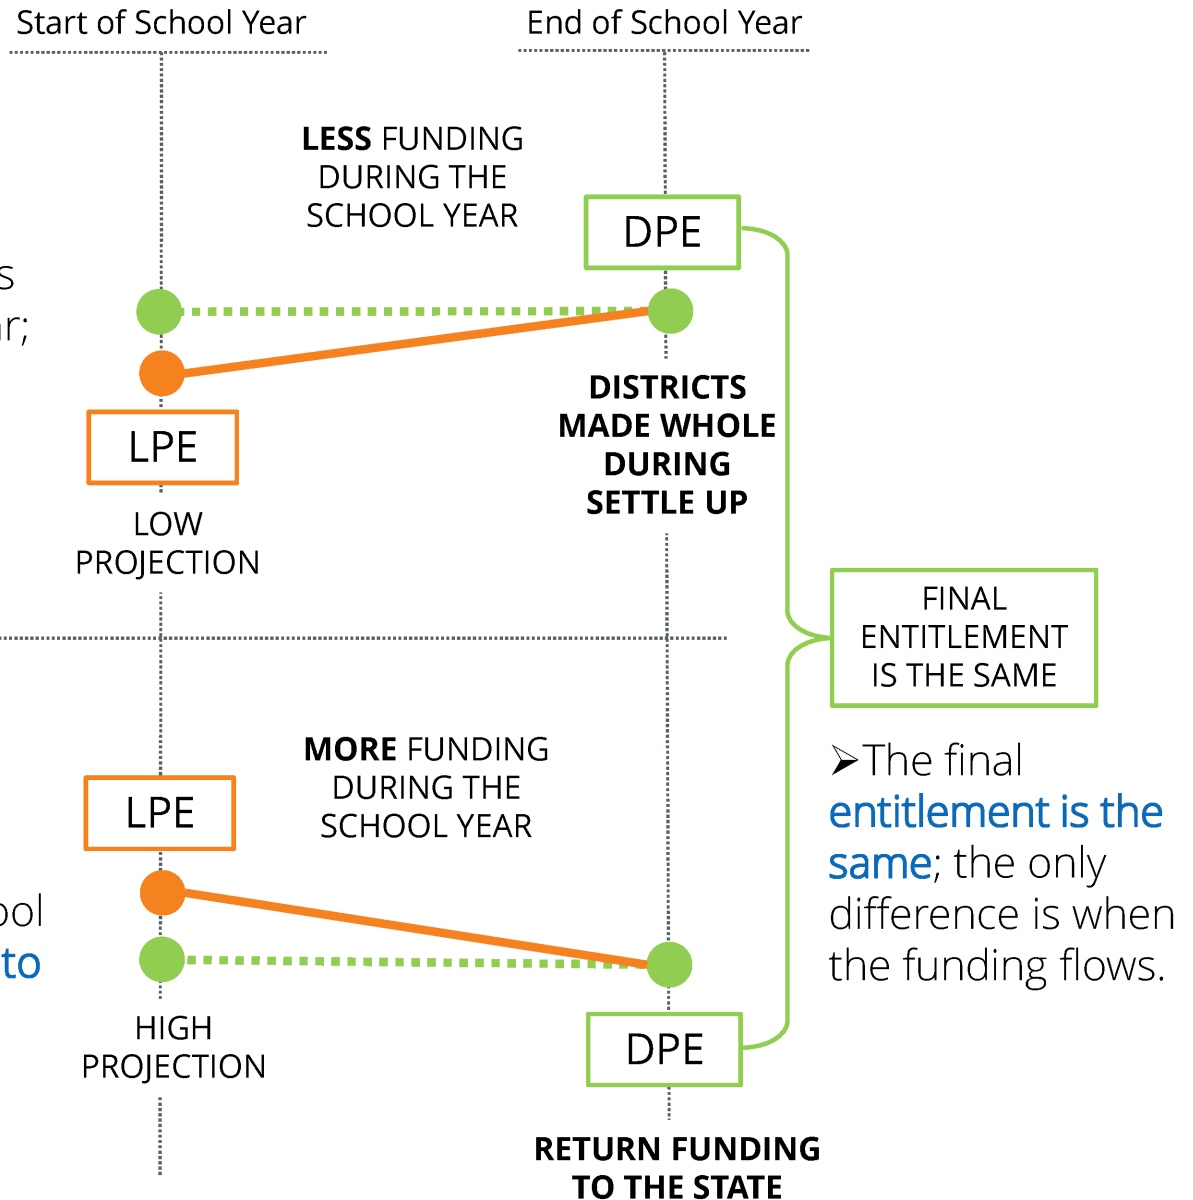 Start of School Year
End of School Year
LESS FUNDING
DURING THE
SCHOOL YEAR
DPE
s
r;
LPE
LOW
PROJECTION
DISTRICTS
MADE WHOLE
DURING
SETTLE UP
FINAL
ENTITLEMENT
IS THE SAME
MORE FUNDING
DURING THE
SCHOOL YEAR
LPE
ool
to
HIGH
PROJECTION
DPE
RETURN FUNDING
TO THE STATE
➢The final
entitlement is the
same; the only
difference is when
the funding flows.